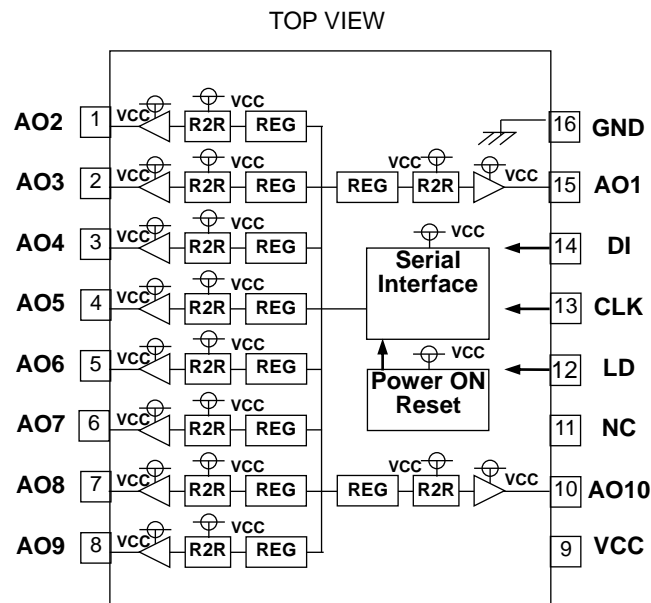 TOP VIEW
AO2 1 VCC R2R VCC REG 16 GND
AO3 2 VCC R2R VCC REG REG VCC R2R VCC 15 AO1
AO4 3 VCC R2R VCC REG VCC 14 DI
Serial
Interface
AO5 4 VCC R2R VCC REG 13 CLK
AO6 5 VCC R2R VCC REG VCC 12 LD
Power ON
Reset
AO7 6 VCC R2R VCC REG 11 NC
AO8 7 VCC R2R VCC REG REG VCC R2R VCC 10 AO10
AO9 8 VCC R2R VCC REG 9 VCC